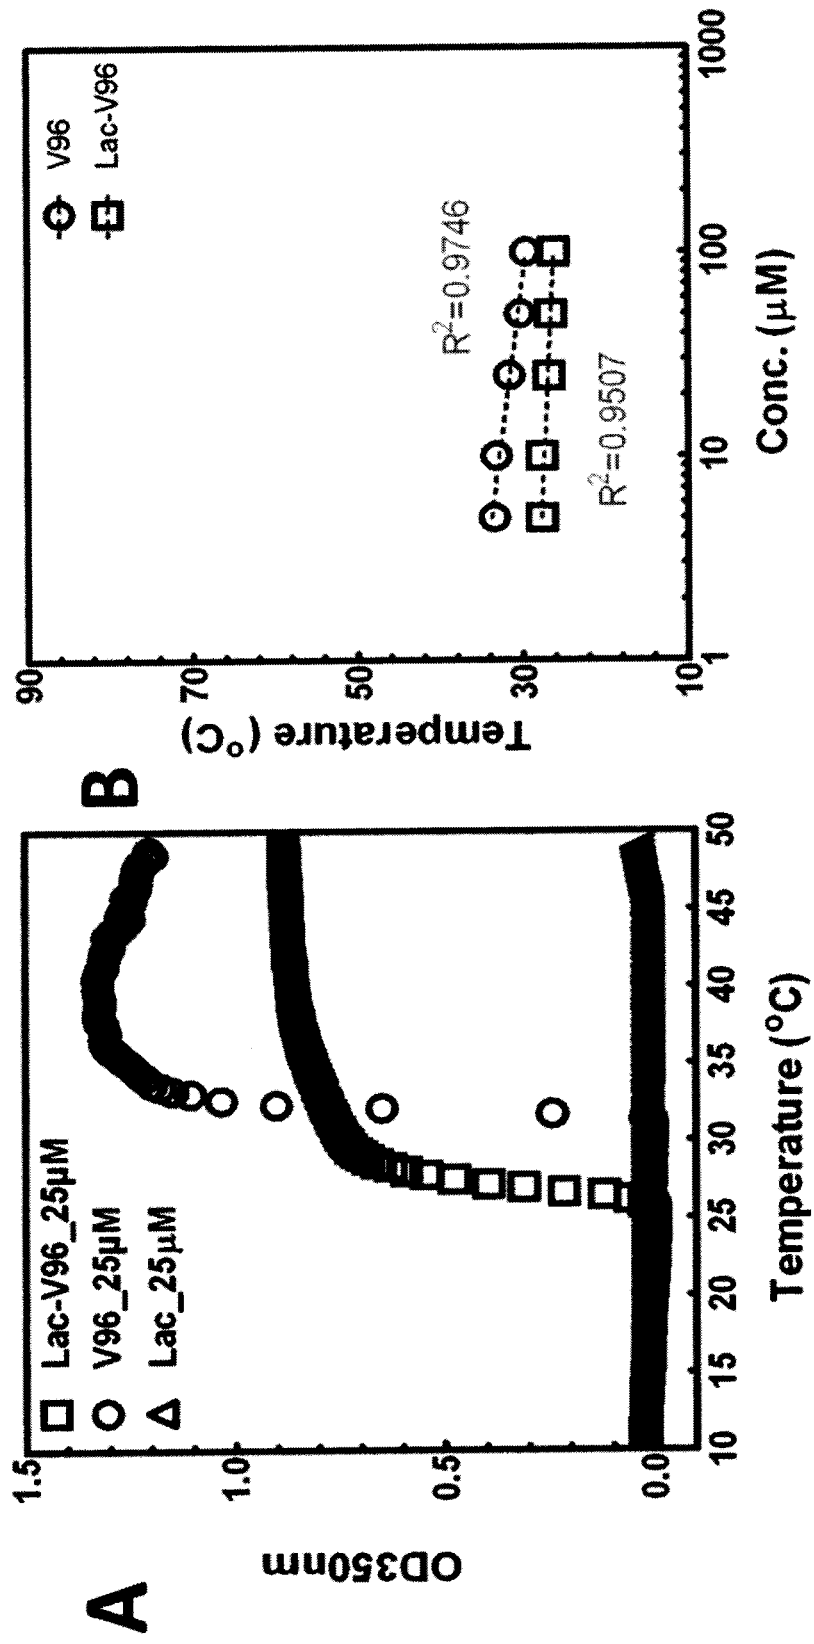 A
1.5
1.0
0.5
0.0
OD350nm
Lac-V96_25μM
V96_25μM
Lac_25μM
10
15
20
25
30
35
40
45
50
Temperature (°C)
B
90
70
50
30
10
Temperature (°C)
V96
Lac-V96
R²=0.9746
R²=0.9507
1
10
100
1000
Conc. (μM)